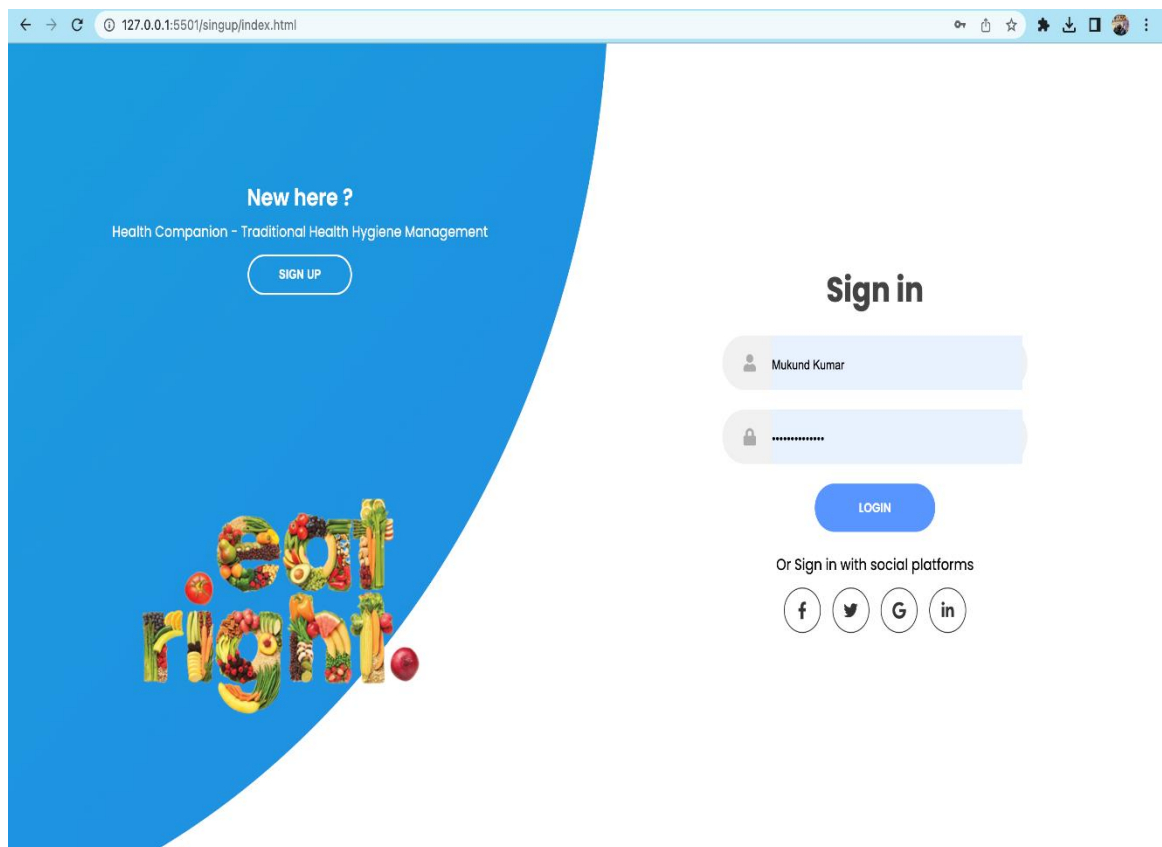 127.0.0.1:5501/singup/index.html
New here ?
Health Companion - Traditional Health Hygiene Management
SIGN UP
eat
right.
Sign in
Mukund Kumar
••••••••••••••
LOGIN
Or Sign in with social platforms
f
G
in